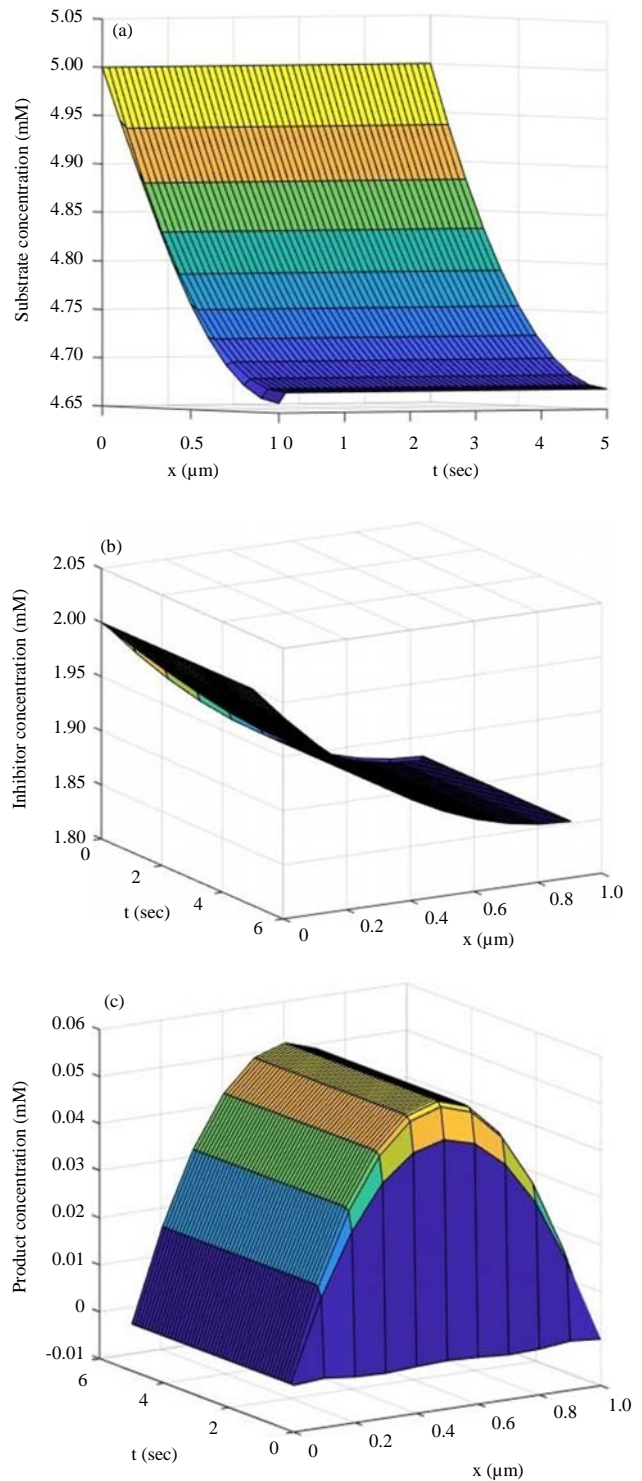 (a)
Substrate concentration (mM)
5.05
5.00
4.95
4.90
4.85
4.80
4.75
4.70
4.65
0 0.5 1 0 1 2 3 4 5
x (µm) t (sec)
(b)
Inhibitor concentration (mM)
2.05
2.00
1.95
1.90
1.85
1.80
0 2 4 6
t (sec)
0 0.2 0.4 0.6 0.8 1.0
x (µm)
(c)
Product concentration (mM)
0.06
0.05
0.04
0.03
0.02
0.01
0
-0.01
6 4 2 0
t (sec)
0 0.2 0.4 0.6 0.8 1.0
x (µm)